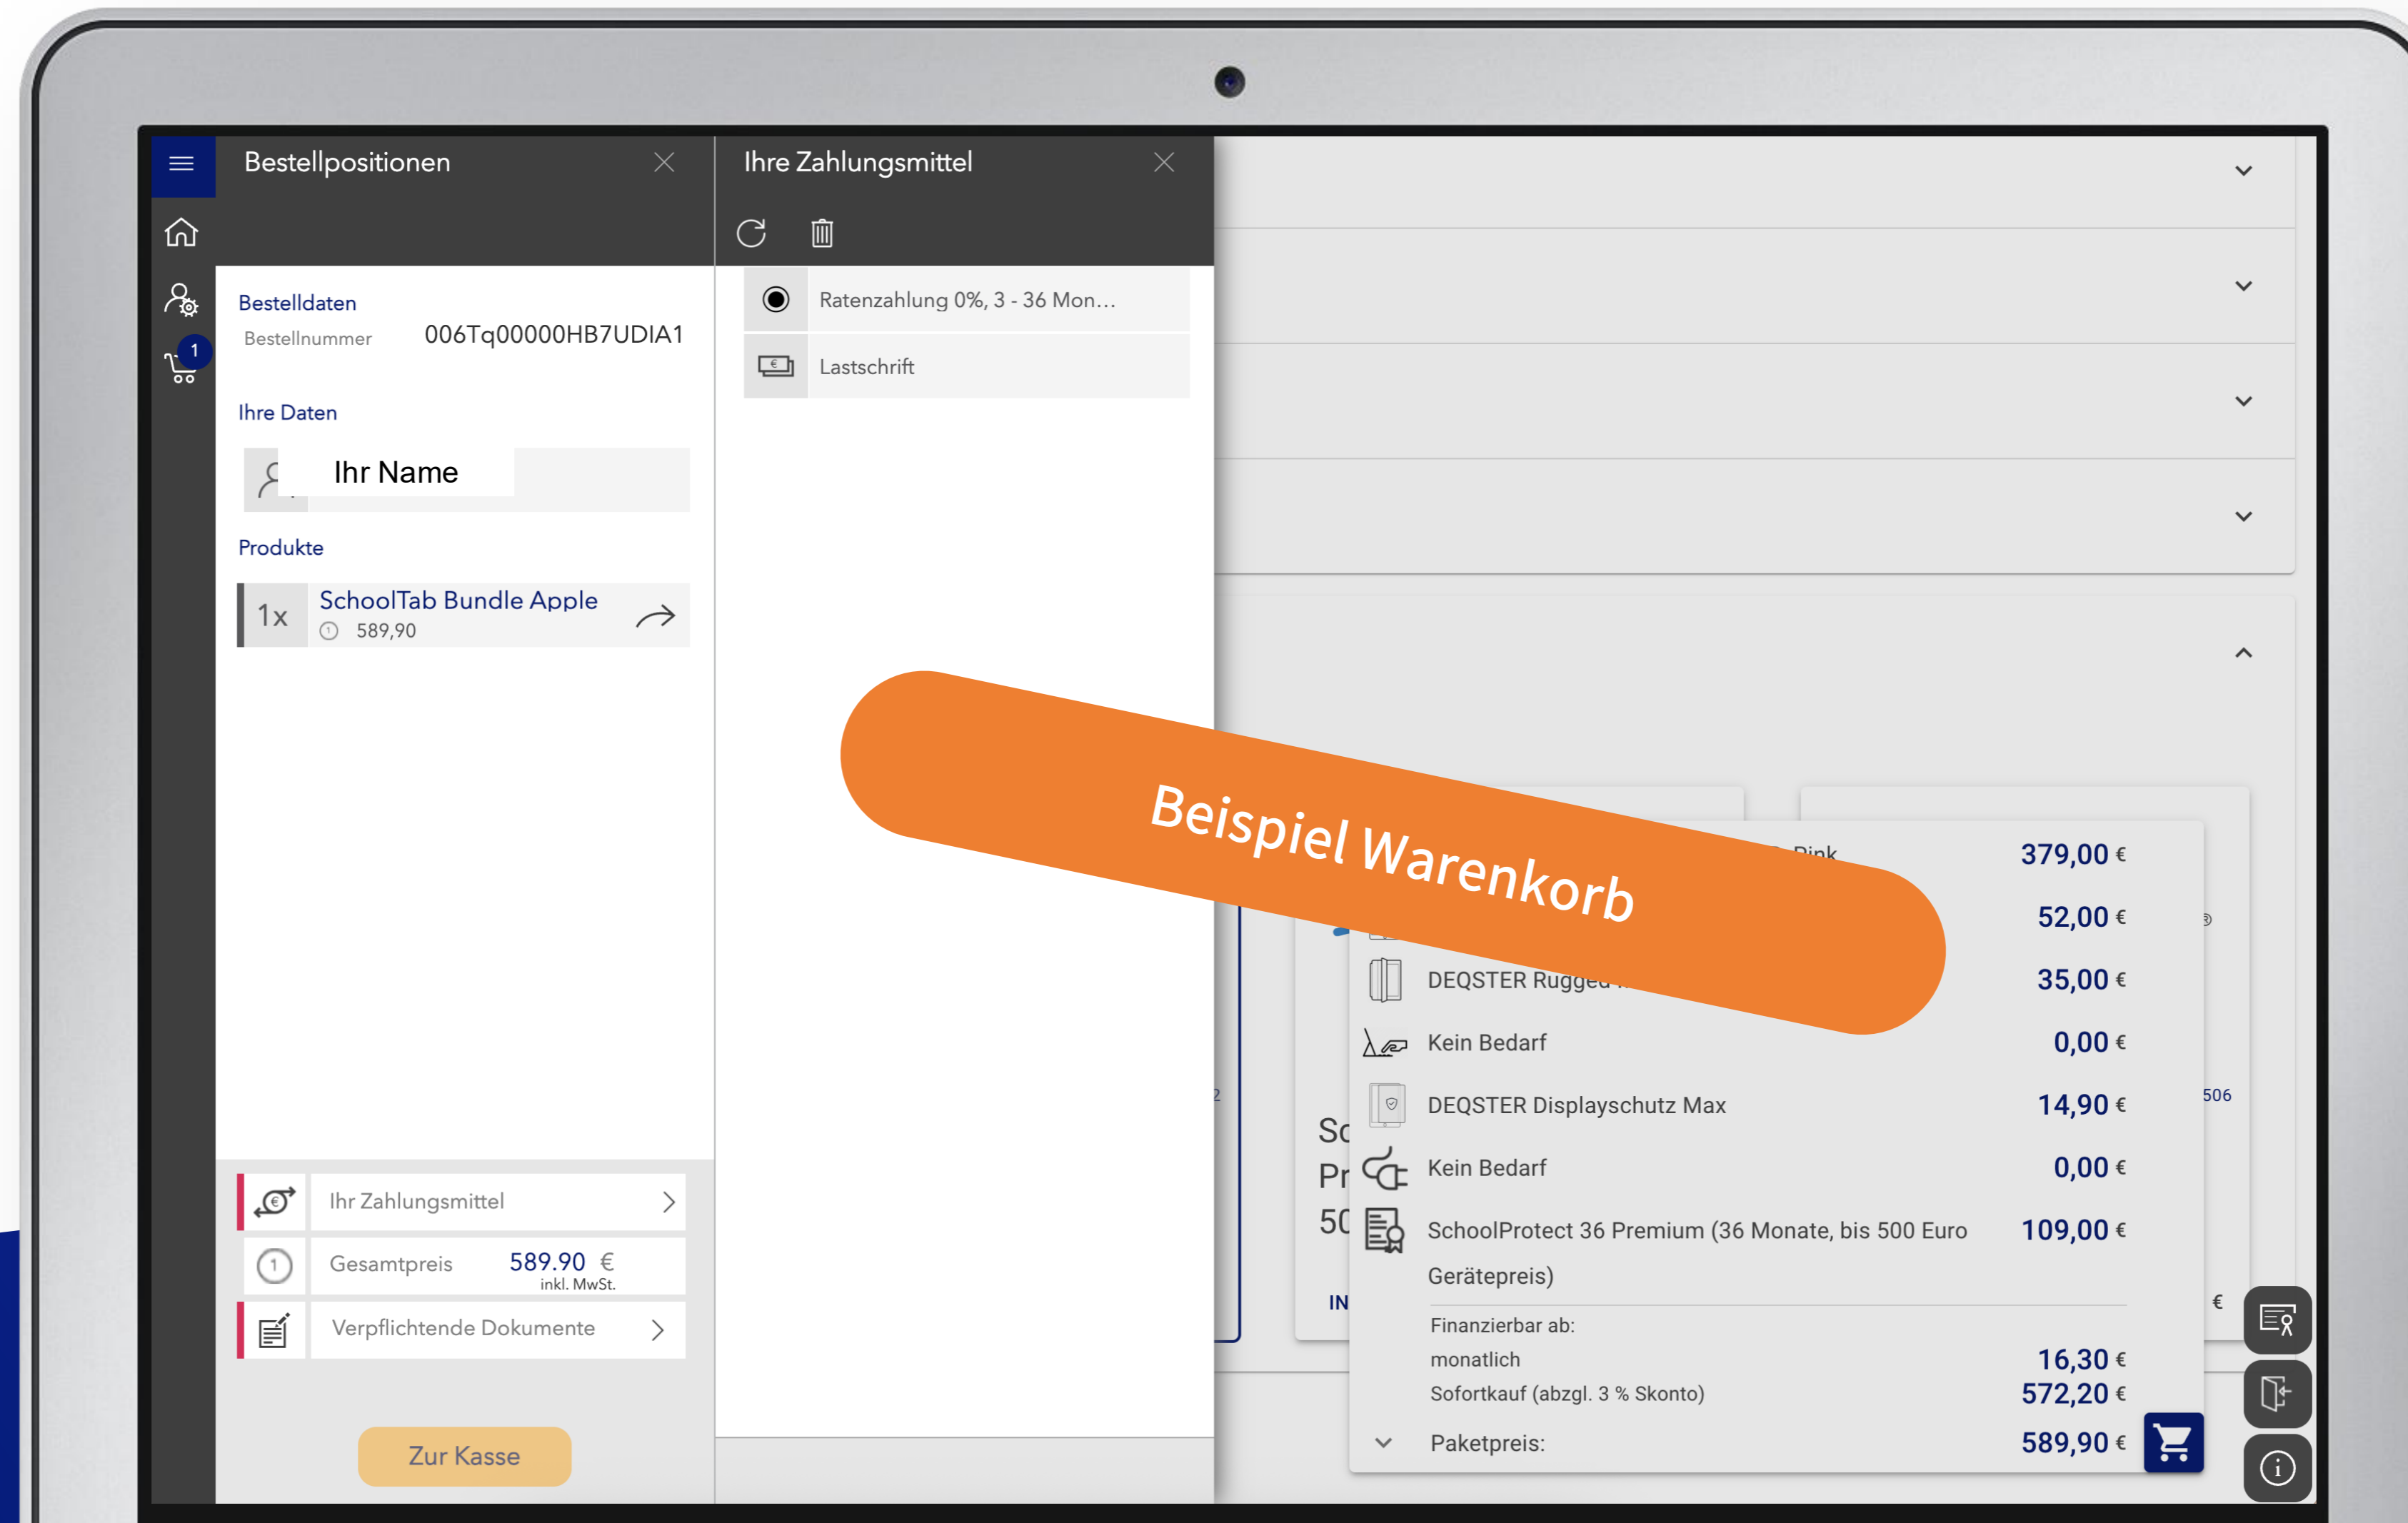 Bestellpositionen
Bestelldaten
Bestellnummer 006Tq00000HB7UDIA1
Ihre Daten
Ihr Name
Produkte
1x SchoolTab Bundle Apple
589,90
Ihr Zahlungsmittel
Gesamtpreis 589.90 €
inkl. MwSt.
Verpflichtende Dokumente
Zur Kasse
1
Ihre Zahlungsmittel
Ratenzahlung 0%, 3 - 36 Mon...
Lastschrift
Beispiel Warenkorb
Pink 379,00 €
52,00 €
DEQSTER Rugged 35,00 €
Kein Bedarf 0,00 €
DEQSTER Displayschutz Max 14,90 €
Kein Bedarf 0,00 €
SchoolProtect 36 Premium (36 Monate, bis 500 Euro 109,00 €
Gerätepreis)
Finanzierbar ab:
monatlich 16,30 €
Sofortkauf (abzgl. 3 % Skonto) 572,20 €
Paketpreis: 589,90 €
506
€